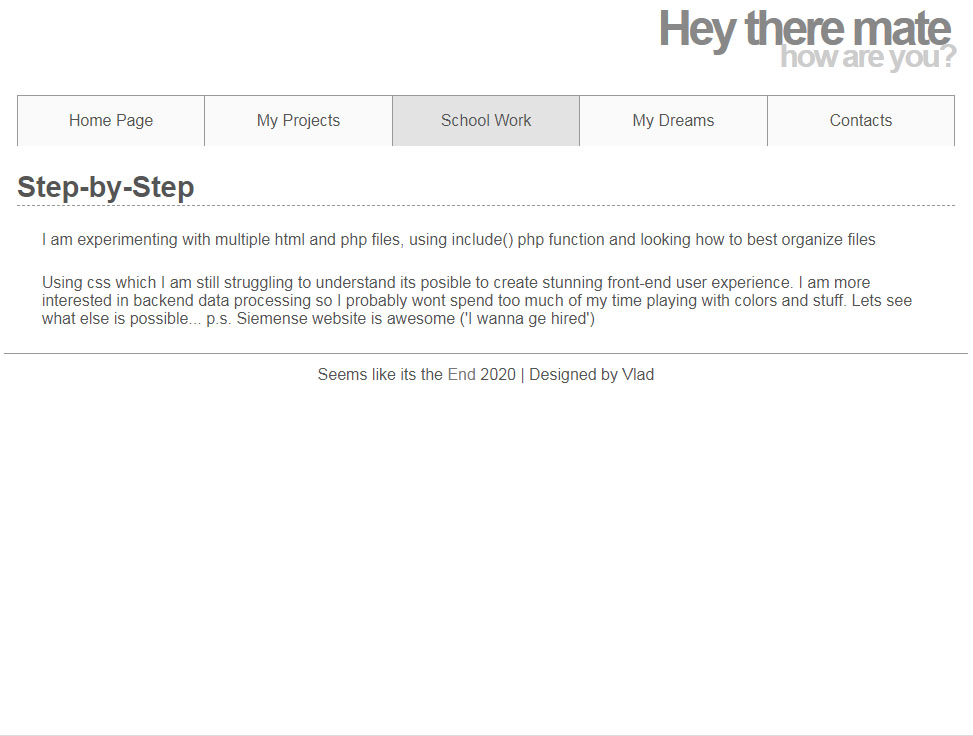 Hey there mate
how are you?
Home Page
My Projects
School Work
My Dreams
Contacts
Step-by-Step
I am experimenting with multiple html and php files, using include() php function and looking how to best organize files
Using css which I am still struggling to understand its posible to create stunning front-end user experience. I am more
interested in backend data processing so I probably wont spend too much of my time playing with colors and stuff. Lets see
what else is possible... p.s. Siemense website is awesome ('I wanna ge hired')
Seems like its the End 2020 | Designed by Vlad